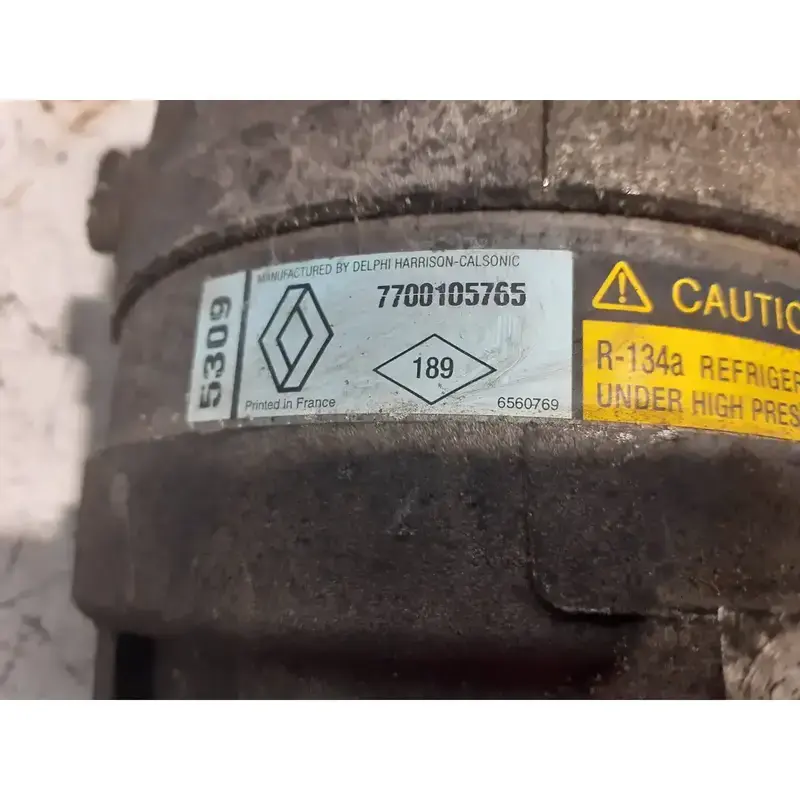 5309
MANUFACTURED BY DELPHI HARRISON-CALSONIC
7700105765
189
Printed in France
6560769
CAUTIO
R-134a REFRIGER
UNDER HIGH PRES